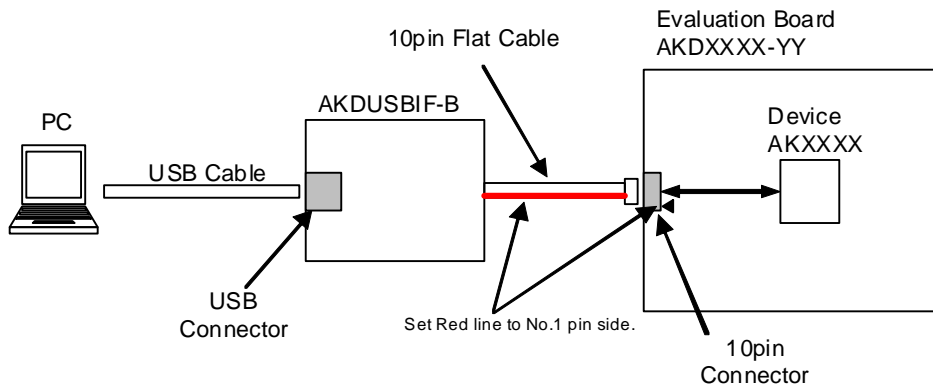 Evaluation Board
AKDXXXX-YY
10pin Flat Cable
AKDUSBIF-B
Device
AKXXXX
PC
USB Cable
USB
Connector
Set Red line to No.1 pin side.
10pin
Connector